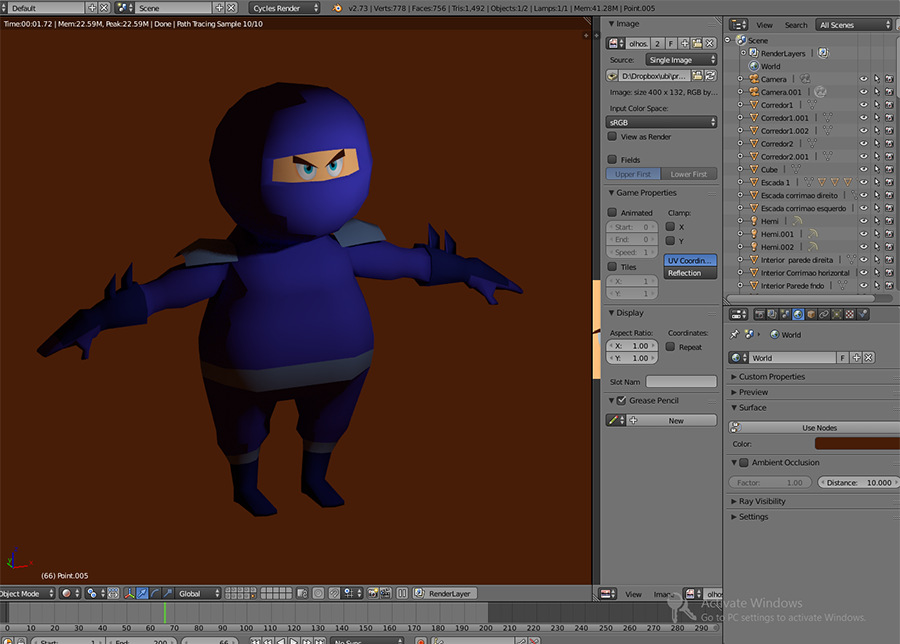 Default
Scene
Cycles Render
v2.73 | Verts:778 | Faces:756 | Tris:1,492 | Objects:1/2 | Lamps:1/1 | Mem:41.28M | Point.005
Time:00:01.72 | Mem:22.59M, Peak:22.59M | Done | Path Tracing Sample 10/10
(66) Point.005
Object Mode
Global
RenderLayer
0 10 20 30 40 50 60 70 80 90 100 110 120 130 140 150 160 170 180 190 200 210 220 230 240 250 260 270 280 290
Start: 1
End: 200
66
No Sync
Image
olhos. 2 F
Source: Single Image
D:\Dropbox\ubi\pr...
Image: size 400 x 132, RGB by...
Input Color Space:
sRGB
View as Render
Fields
Upper First Lower First
Game Properties
Animated Clamp:
Start: 0 X
End: 0 Y
Speed: 1
UV Coordin...
Tiles Reflection
X: 1
Y: 1
Display
Aspect Ratio: Coordinates:
X: 1.00 Repeat
Y: 1.00
Slot Nam
Grease Pencil
New
View Imag
olhos
View Search All Scenes
Scene
RenderLayers |
World
Camera |
Camera.001 |
Corredor1 |
Corredor1.001 |
Corredor1.002 |
Corredor2 |
Corredor2.001 |
Cube |
Escada 1 |
Escada corrimao direito |
Escada corrimao esquerdo
Hemi |
Hemi.001 |
Hemi.002 |
Interior parede direita |
Interior Corrimao horizontal
Interior Parede fndo |
World
World F
Custom Properties
Preview
Surface
Use Nodes
Color:
Ambient Occlusion
Factor: 1.00 Distance: 10.000
Ray Visibility
Settings
Activate Windows
Go to PC settings to activate Windows.